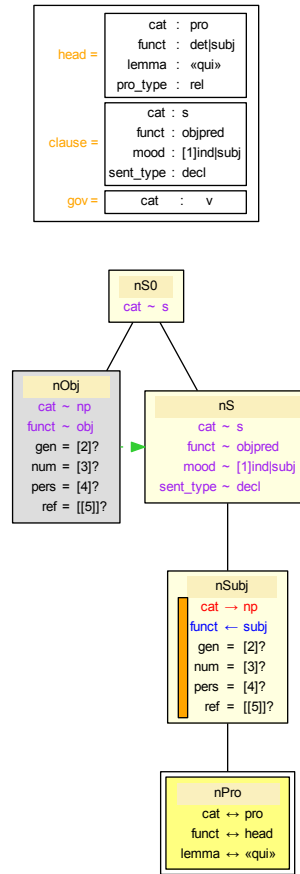 head =
cat : pro
funct : det|subj
lemma : «qui»
pro_type : rel
clause =
cat : s
funct : objpred
mood : [1]ind|subj
sent_type : decl
gov =
cat : v
nS0
cat ~ s
nObj
cat ~ np
funct ~ obj
gen = [2]?
num = [3]?
pers = [4]?
ref = [[5]]?
nS
cat ~ s
funct ~ objpred
mood ~ [1]ind|subj
sent_type ~ decl
nSubj
cat → np
funct ← subj
gen = [2]?
num = [3]?
pers = [4]?
ref = [[5]]?
nPro
cat ↔ pro
funct ↔ head
lemma ↔ «qui»